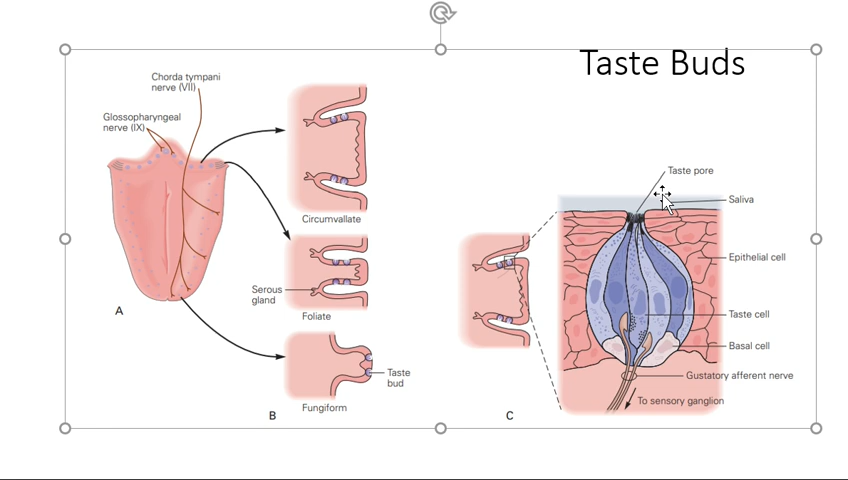 Taste Buds
Chorda tympani
nerve (VII)
Glossopharyngeal
nerve (IX)
A
Circumvallate
Serous
gland
Foliate
Taste
bud
Fungiform
B
Taste pore
Saliva
Epithelial cell
Taste cell
Basal cell
Gustatory afferent nerve
To sensory ganglion
C